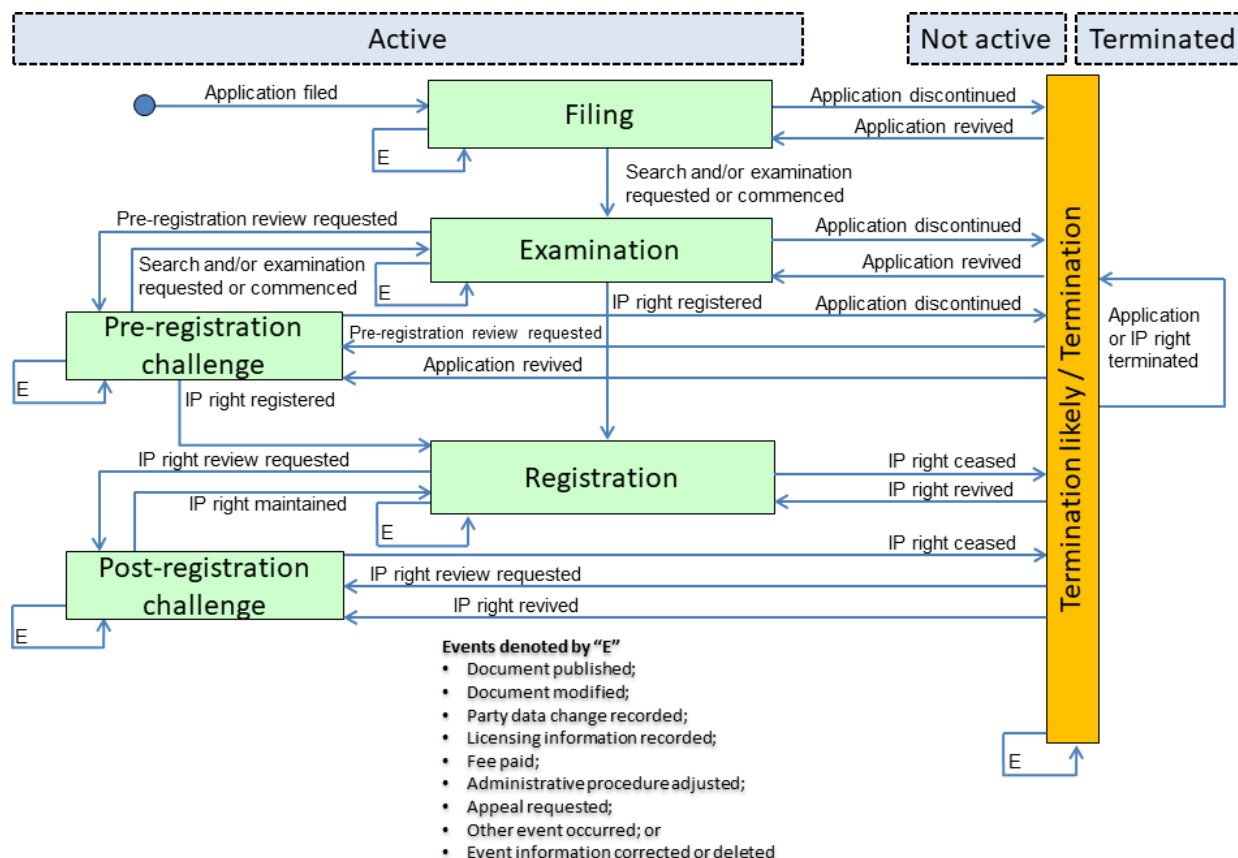 Active
Not active
Terminated
Application filed
Filing
Application discontinued
Application revived
E
Search and/or examination
requested or commenced
Pre-registration review requested
Examination
Application discontinued
Application revived
Search and/or examination
requested or commenced
E
IP right registered
Application discontinued
Pre-registration
challenge
Pre-registration review requested
Application revived
E
IP right registered
Application
or IP right
terminated
Termination likely / Termination
IP right review requested
Registration
IP right ceased
IP right revived
IP right maintained
E
IP right ceased
Post-registration
challenge
IP right review requested
IP right revived
E
Events denoted by “E”
• Document published;
• Document modified;
• Party data change recorded;
• Licensing information recorded;
• Fee paid;
• Administrative procedure adjusted;
• Appeal requested;
• Other event occurred; or
• Event information corrected or deleted
E